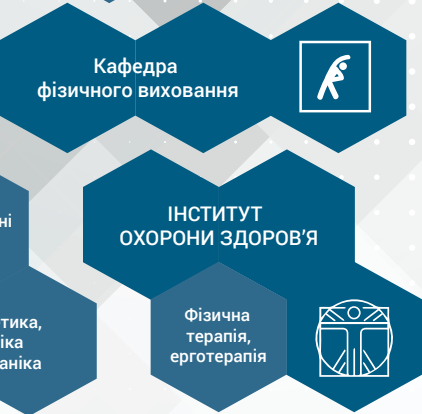 Кафедра
фізичного виховання
ІНСТИТУТ
ОХОРОНИ ЗДОРОВ'Я
Фізична
терапія,
ерготерапія